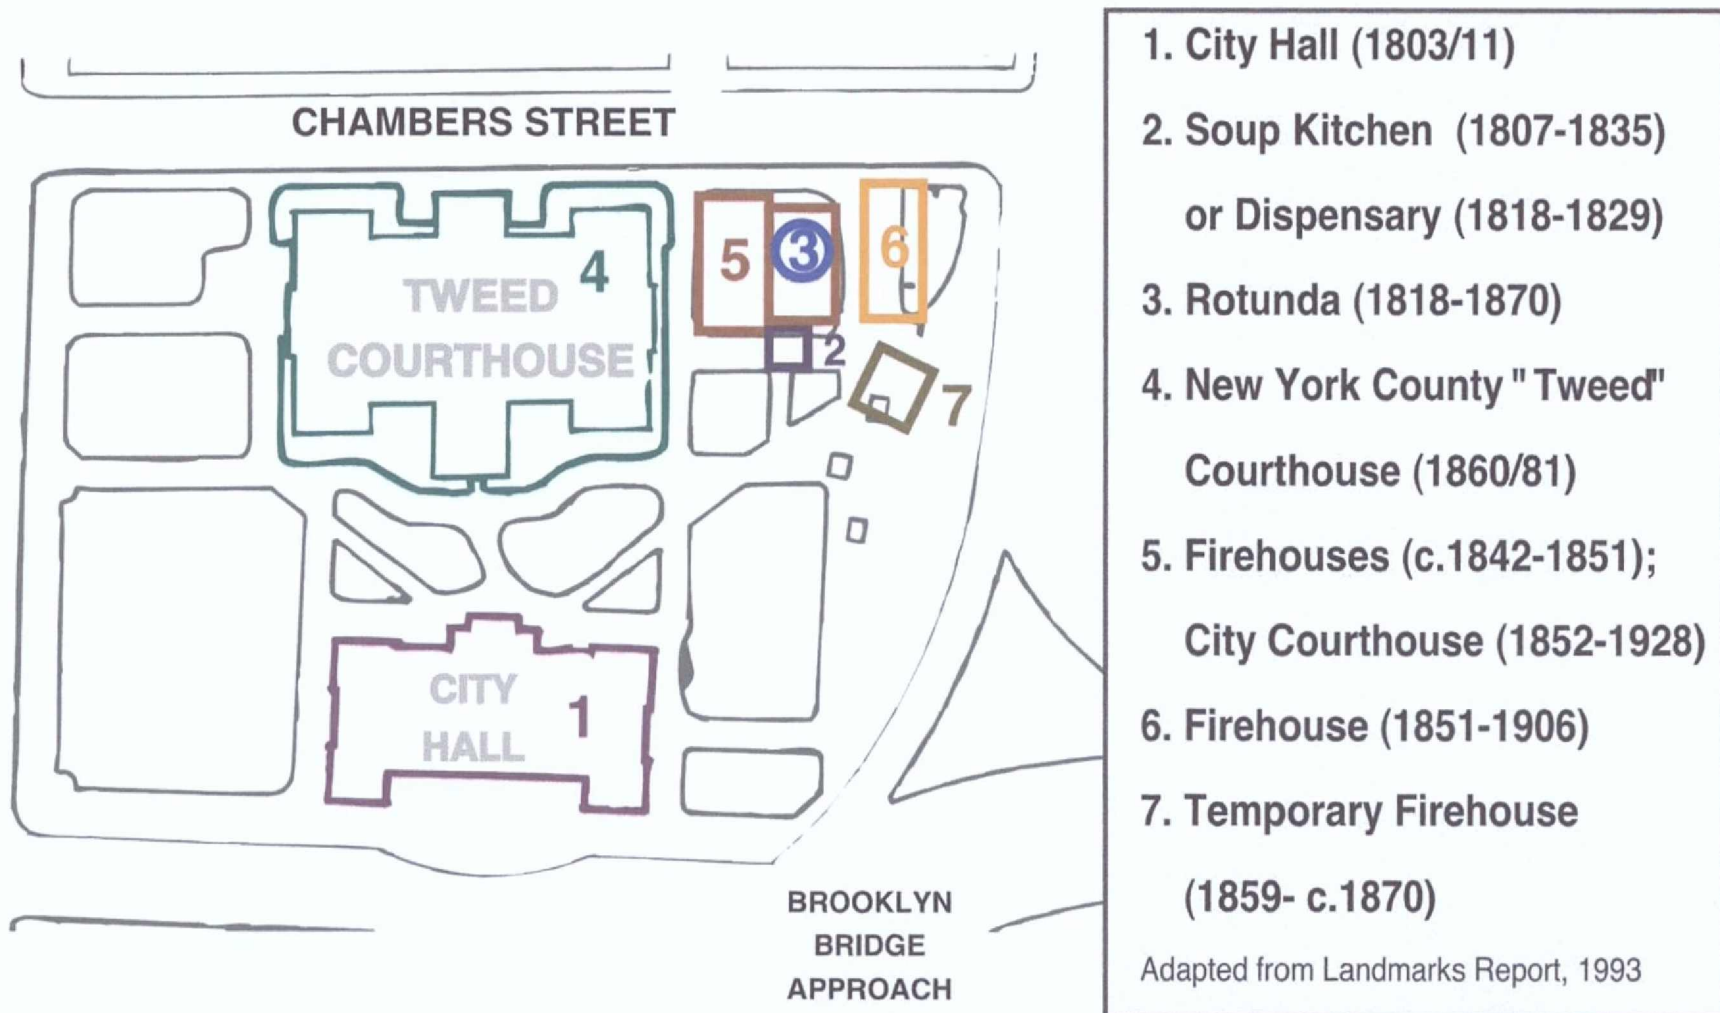 CHAMBERS STREET
5
3
6
4
TWEED
COURTHOUSE
2
7
CITY
1
HALL
BROOKLYN
BRIDGE
APPROACH
1. City Hall (1803/11)
2. Soup Kitchen (1807-1835)
or Dispensary (1818-1829)
3. Rotunda (1818-1870)
4. New York County "Tweed"
Courthouse (1860/81)
5. Firehouses (c.1842-1851);
City Courthouse (1852-1928)
6. Firehouse (1851-1906)
7. Temporary Firehouse
(1859- c.1870)
Adapted from Landmarks Report, 1993